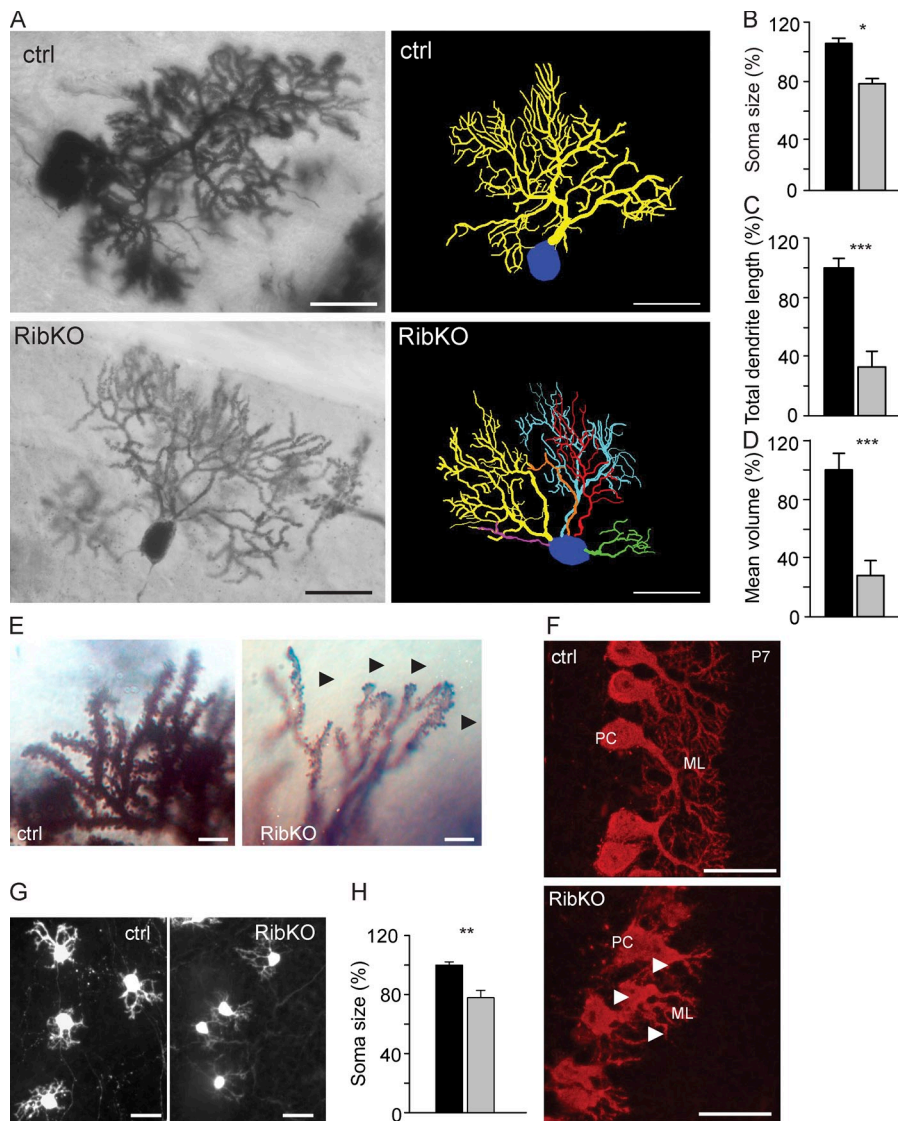 A
ctrl
ctrl
RibKO
RibKO
B
Soma size (%)
120
80
40
0
*
C
Total dendrite length (%)
120
80
40
0
***
D
Mean volume (%)
120
80
40
0
***
E
ctrl
RibKO
F
ctrl
P7
PC
ML
RibKO
PC
ML
G
ctrl
RibKO
H
Soma size (%)
120
80
40
0
**